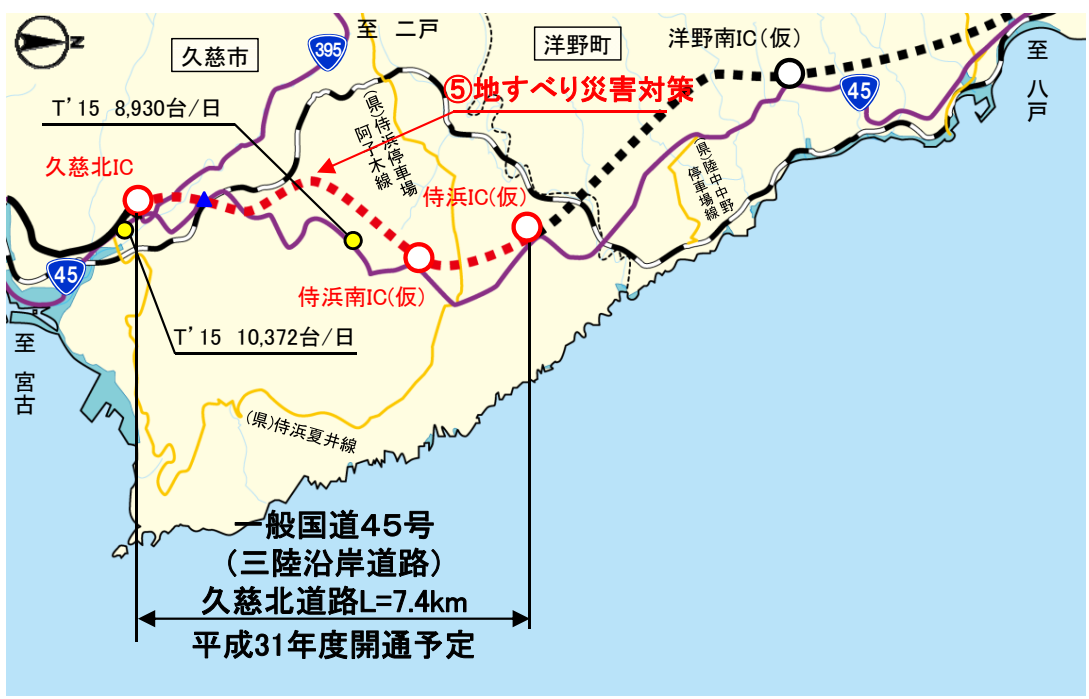 N
395
至 二戸
久慈市
洋野町
洋野南IC(仮)
至 八戸
45
⑤地すべり災害対策
T’15 8,930台/日
(県)侍浜停車場
阿子木線
久慈北IC
侍浜IC(仮)
(県)陸中中野
停車場線
45
侍浜南IC(仮)
T’15 10,372台/日
至 宮古
(県)侍浜夏井線
一般国道45号
(三陸沿岸道路)
久慈北道路L=7.4km
平成31年度開通予定